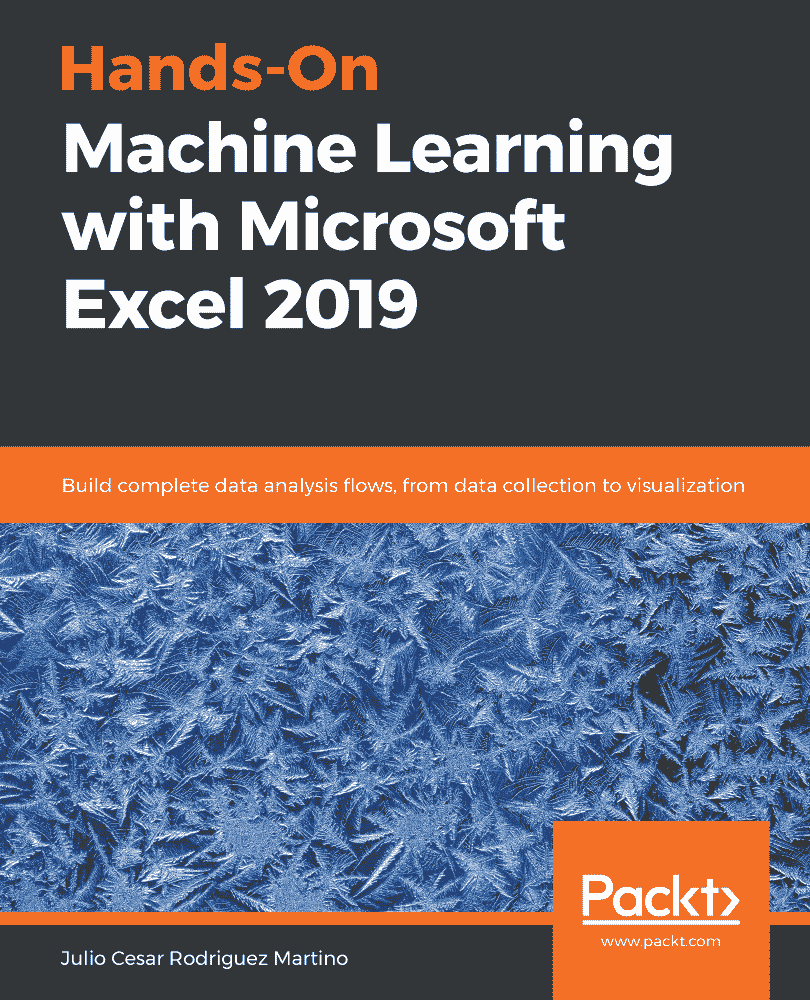 Hands-On
Machine Learning
with Microsoft
Excel 2019
Build complete data analysis flows, from data collection to visualization
Packt>
www.packt.com
Julio Cesar Rodriguez Martino